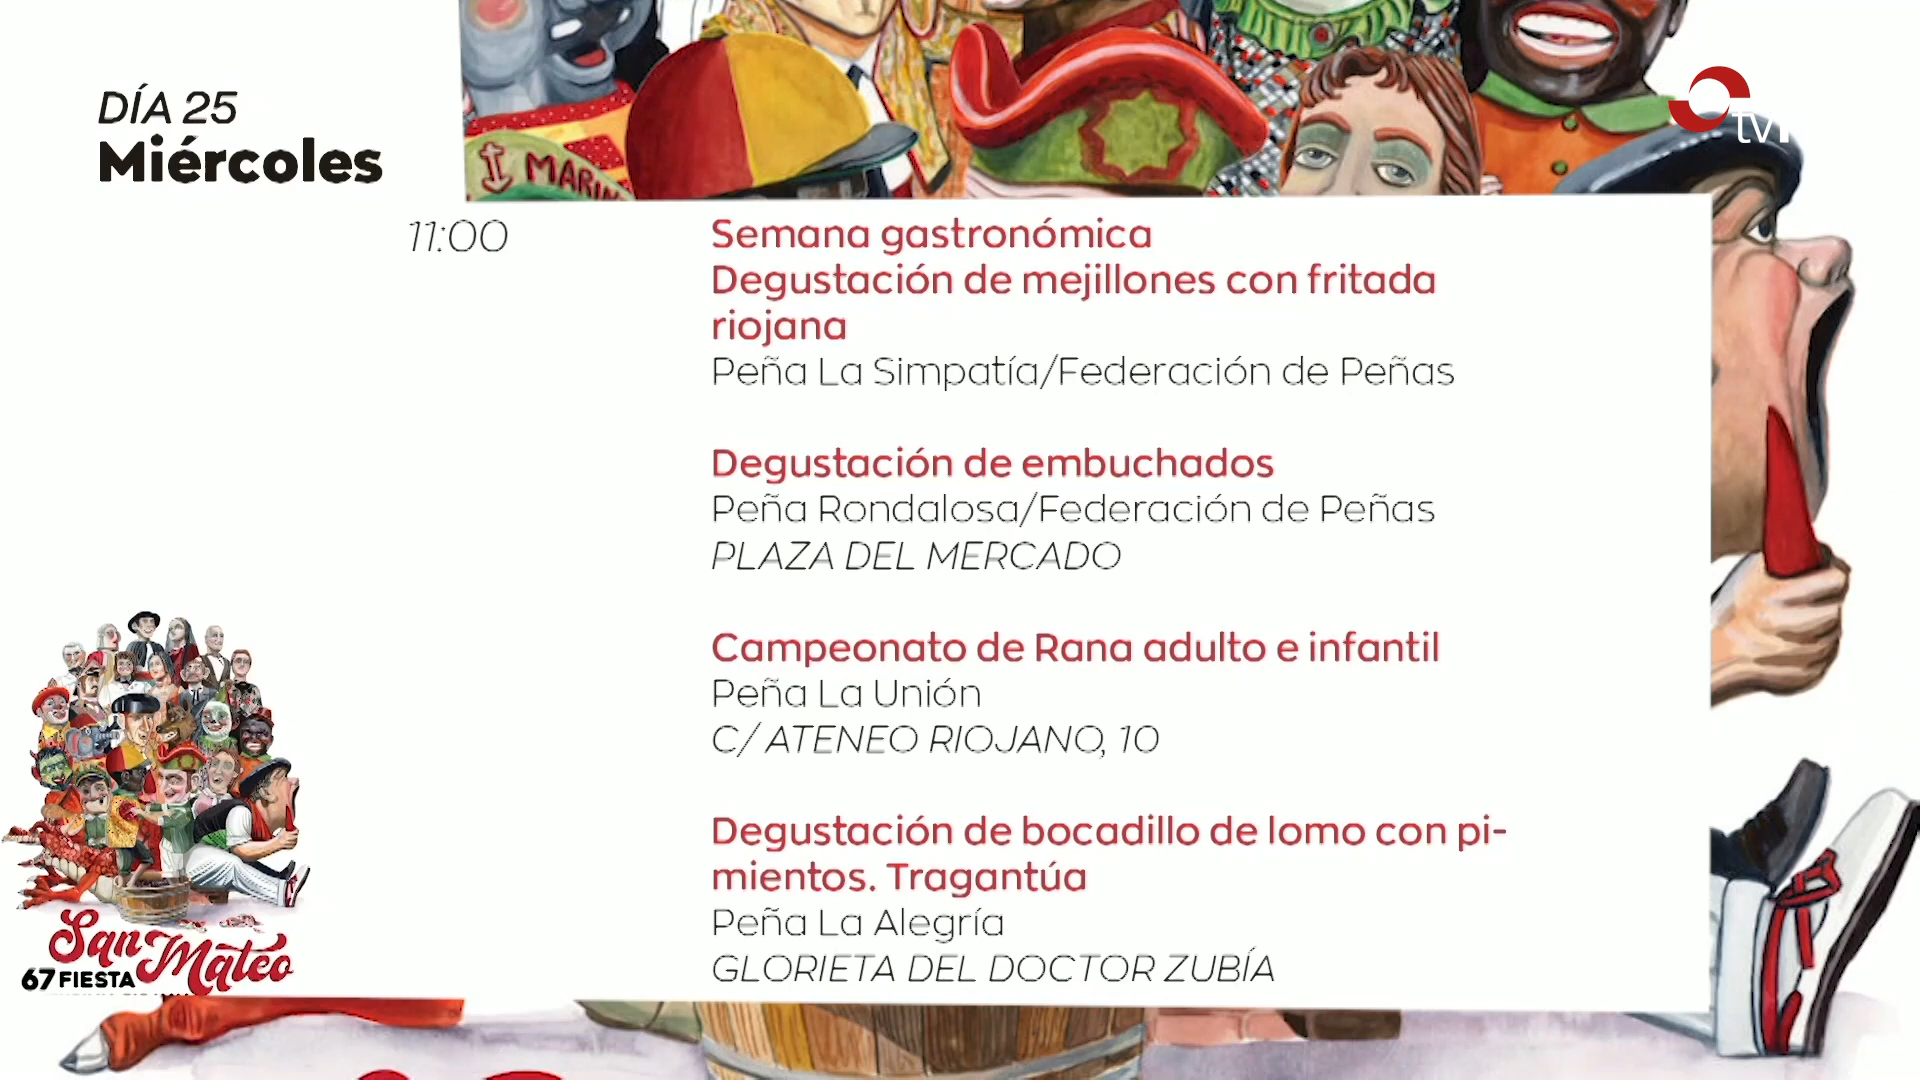 DÍA 25
Miércoles
MARIN
tvr
11:00
Semana gastronómica
Degustación de mejillones con fritada
riojana
Peña La Simpatía/Federación de Peñas
Degustación de embuchados
Peña Rondalosa/Federación de Peñas
PLAZA DEL MERCADO
Campeonato de Rana adulto e infantil
Peña La Unión
C/ ATENEO RIOJANO, 10
Degustación de bocadillo de lomo con pi-
mientos. Tragantúa
Peña La Alegría
GLORIETA DEL DOCTOR ZUBÍA
San Mateo
67 FIESTA